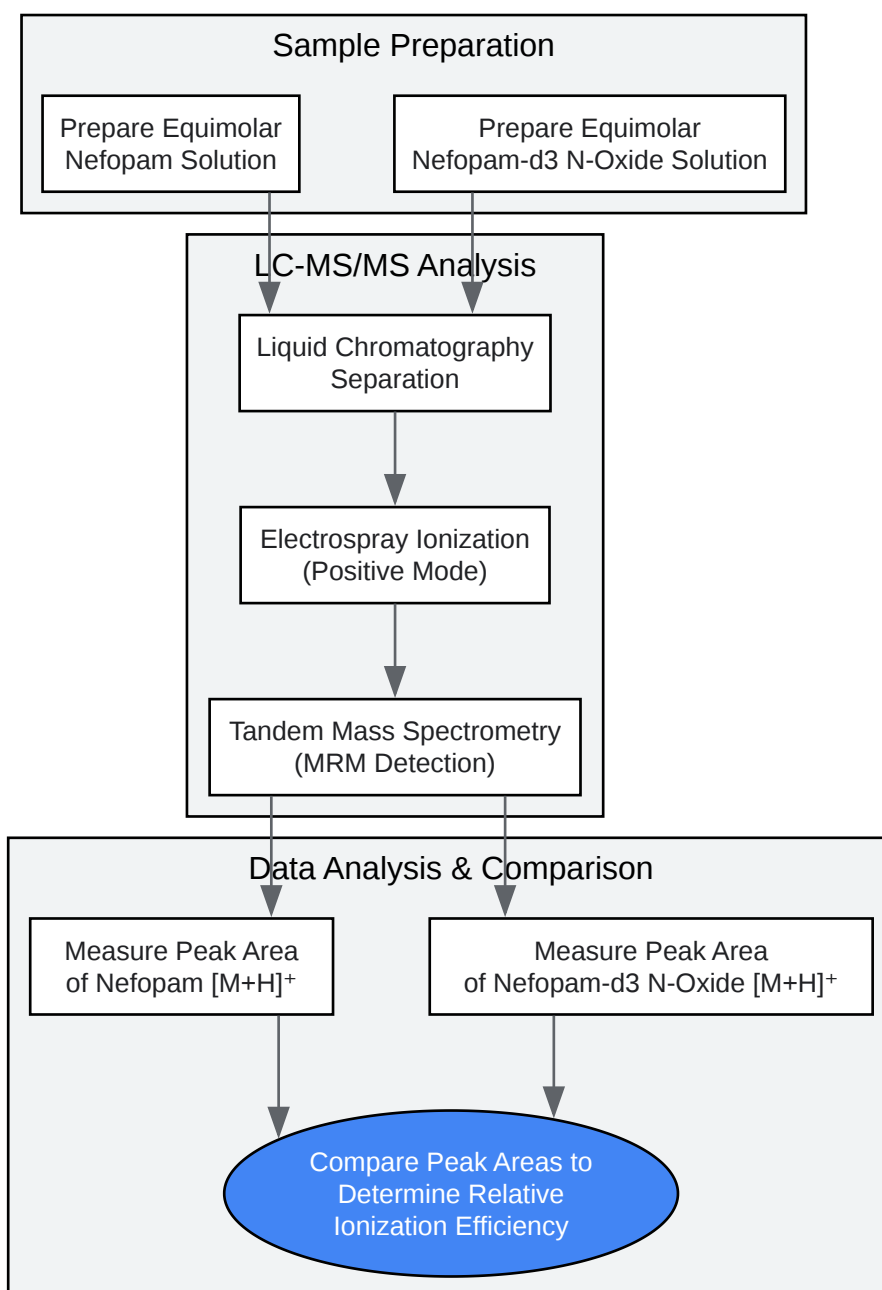 Sample Preparation
Prepare Equimolar
Nefopam Solution
Prepare Equimolar
Nefopam-d3 N-Oxide Solution
LC-MS/MS Analysis
Liquid Chromatography
Separation
Electrospray Ionization
(Positive Mode)
Tandem Mass Spectrometry
(MRM Detection)
Data Analysis & Comparison
Measure Peak Area
of Nefopam [M+H]⁺
Measure Peak Area
of Nefopam-d3 N-Oxide [M+H]⁺
Compare Peak Areas to
Determine Relative
Ionization Efficiency